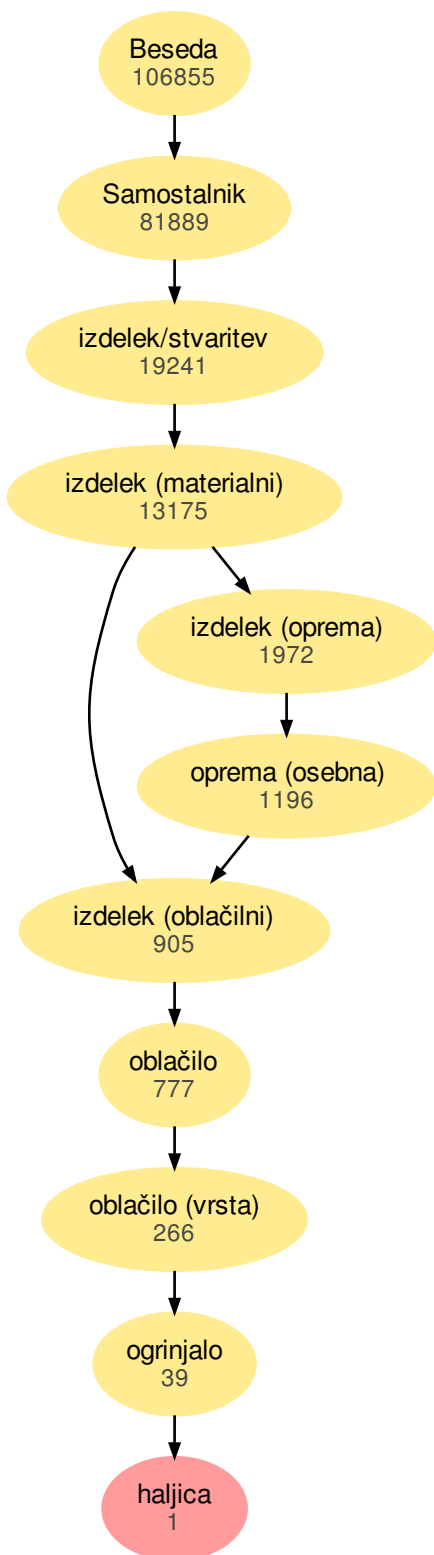 Beseda
106855
Samostalnik
81889
izdelek/stvaritev
19241
izdelek (materialni)
13175
izdelek (oprema)
1972
oprema (osebna)
1196
izdelek (oblačilni)
905
oblačilo
777
oblačilo (vrsta)
266
ogrinjalo
39
haljica
1